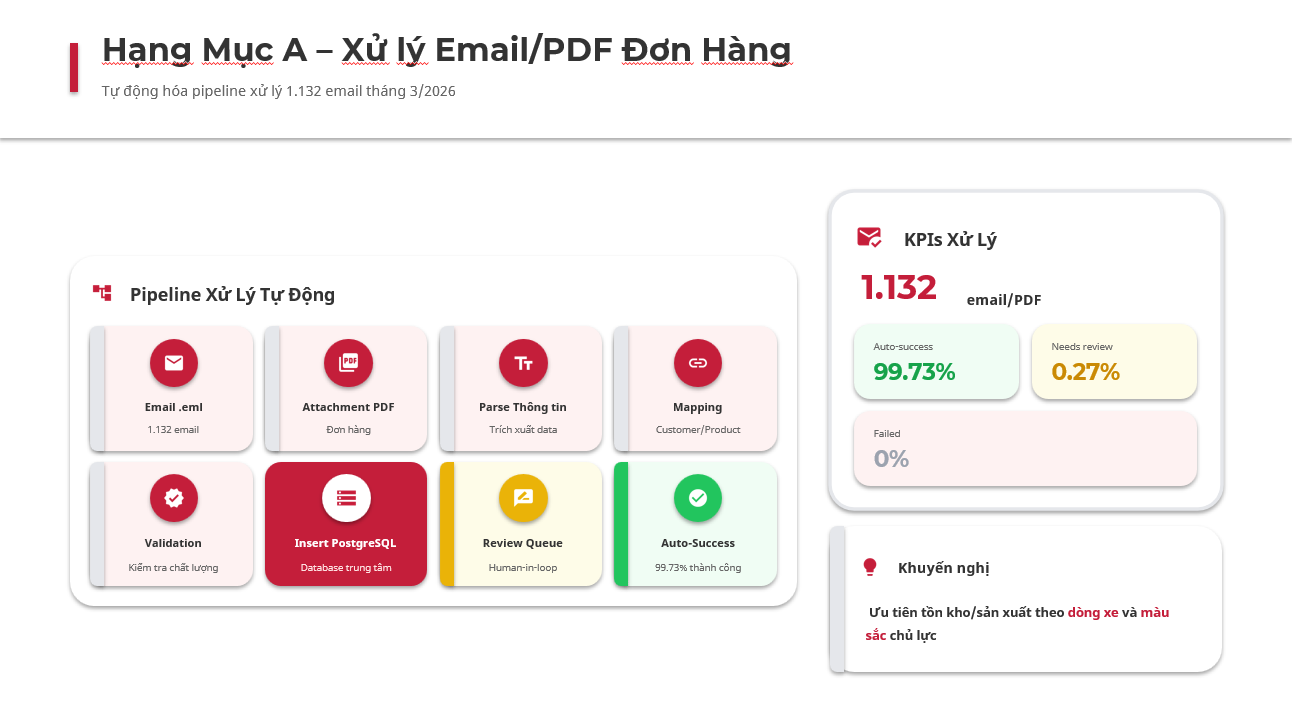 Hạng Mục A – Xử lý Email/PDF Đơn Hàng
Tự động hóa pipeline xử lý 1.132 email tháng 3/2026
Pipeline Xử Lý Tự Động
Email .eml
1.132 email
Attachment PDF
Đơn hàng
Parse Thông tin
Trích xuất data
Mapping
Customer/Product
Validation
Kiểm tra chất lượng
Insert PostgreSQL
Database trung tâm
Review Queue
Human-in-loop
Auto-Success
99.73% thành công
KPIs Xử Lý
1.132 email/PDF
Auto-success
99.73%
Needs review
0.27%
Failed
0%
Khuyến nghị
Ưu tiên tồn kho/sản xuất theo dòng xe và màu
sắc chủ lực